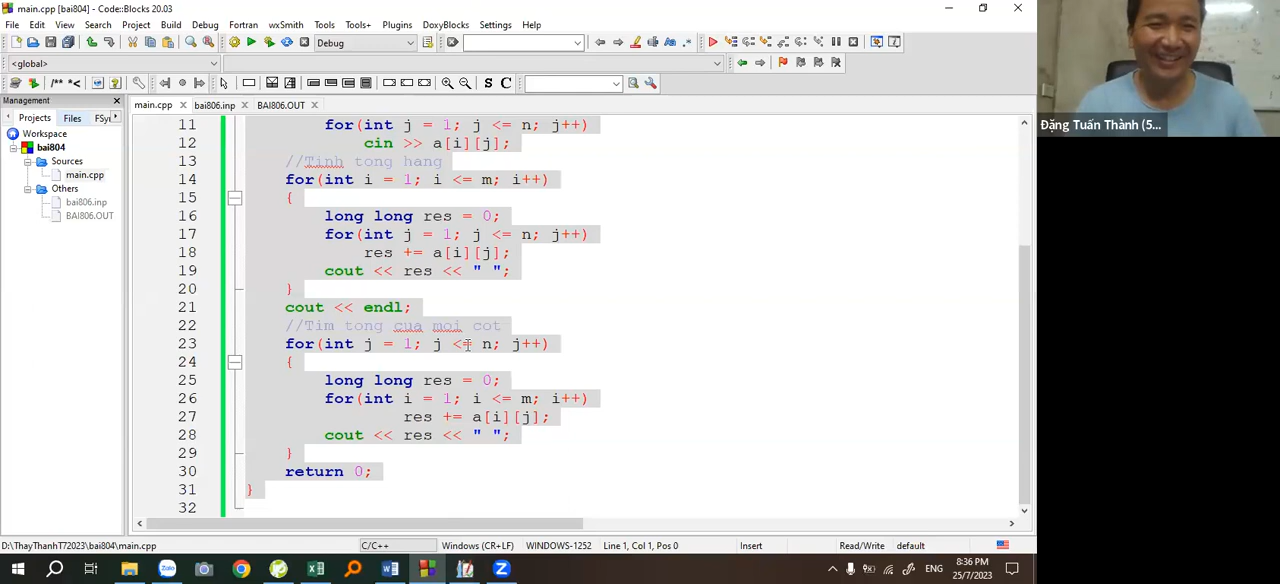 main.cpp [bai804] - Code::Blocks 20.03
File Edit View Search Project Build Debug Fortran wxSmith Tools Tools+ Plugins DoxyBlocks Settings Help
Debug
<global>
/** *<
S C
Management
Projects Files FSy
Workspace
bai804
Sources
main.cpp
Others
bai806.inp
BAI806.OUT
main.cpp bai806.inp BAI806.OUT
11 for(int j = 1; j <= n; j++)
12 cin >> a[i][j];
13 //Tinh tong hang
14 for(int i = 1; i <= m; i++)
15 {
16 long long res = 0;
17 for(int j = 1; j <= n; j++)
18 res += a[i][j];
19 cout << res << " ";
20 }
21 cout << endl;
22 //Tim tong cua moi cot
23 for(int j = 1; j <= n; j++)
24 {
25 long long res = 0;
26 for(int i = 1; i <= m; i++)
27 res += a[i][j];
28 cout << res << " ";
29 }
30 return 0;
31 }
32
D:\ThayThanhT72023\bai804\main.cpp C/C++ Windows (CR+LF) WINDOWS-1252 Line 1, Col 1, Pos 0 Insert Read/Write default
Zalo
ENG
8:36 PM
25/7/2023
Đặng Tuấn Thành (5...